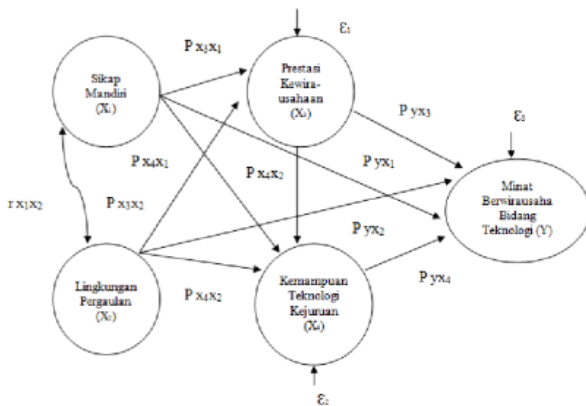 P x₃x₁
ε₁
Sikap
Mandiri
(X₁)
Prestasi
Kewira-
usahaan
(X₃)
P yx₃
ε₃
P x₄x₁
P x₄x₂
P yx₁
Minat
Berwirausaha
Bidang
Teknologi (Y)
r x₁x₂
P x₃x₂
P yx₂
Lingkungan
Pergaulan
(X₂)
P x₄x₂
Kemampuan
Teknologi
Kejuruan
(X₄)
P yx₄
ε₂